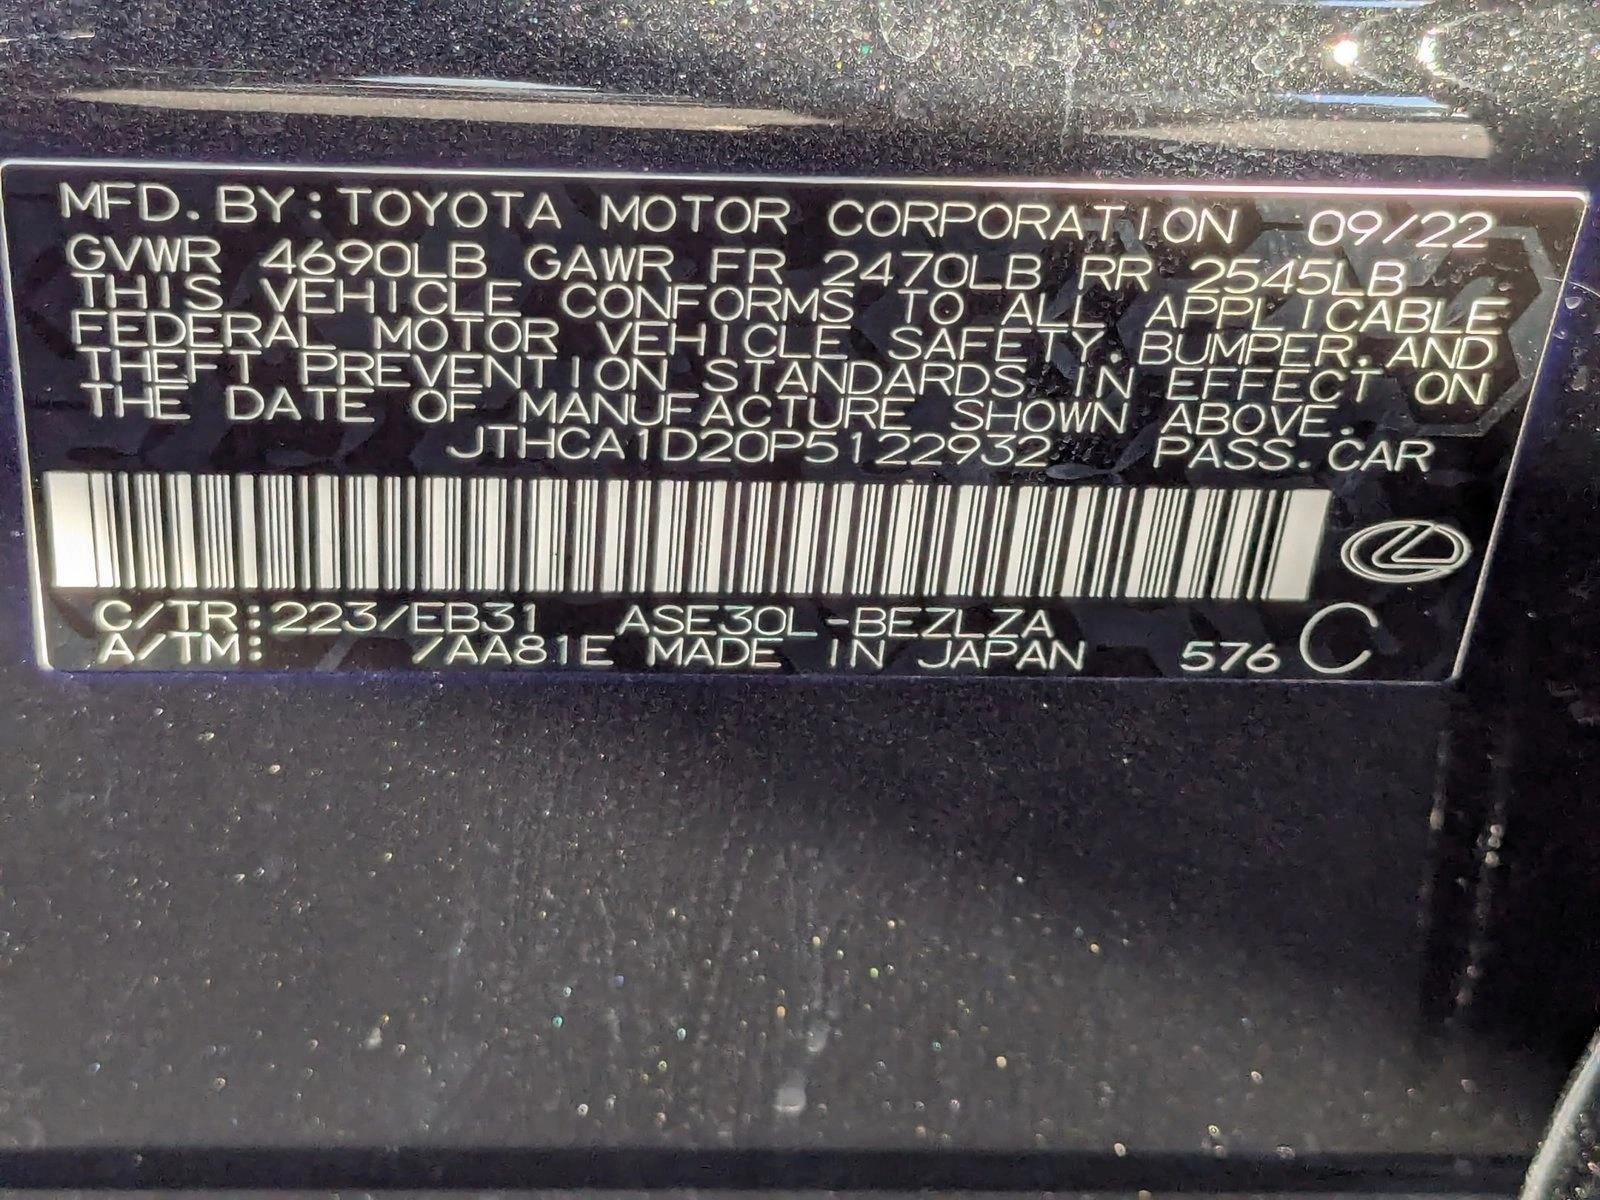 MFD. BY: TOYOTA MOTOR CORPORATION 09/22
GVWR 4690LB GAWR FR 2470LB RR 2545LB
THIS VEHICLE CONFORMS TO ALL APPLICABLE
FEDERAL MOTOR VEHICLE SAFETY, BUMPER, AND
THEFT PREVENTION STANDARDS IN EFFECT ON
THE DATE OF MANUFACTURE SHOWN ABOVE.
JTHCA1D20P5122932 PASS. CAR
C/TR: 223/EB31 ASE30L-BEZLZA
A/TM: 7AA81E MADE IN JAPAN 576 C